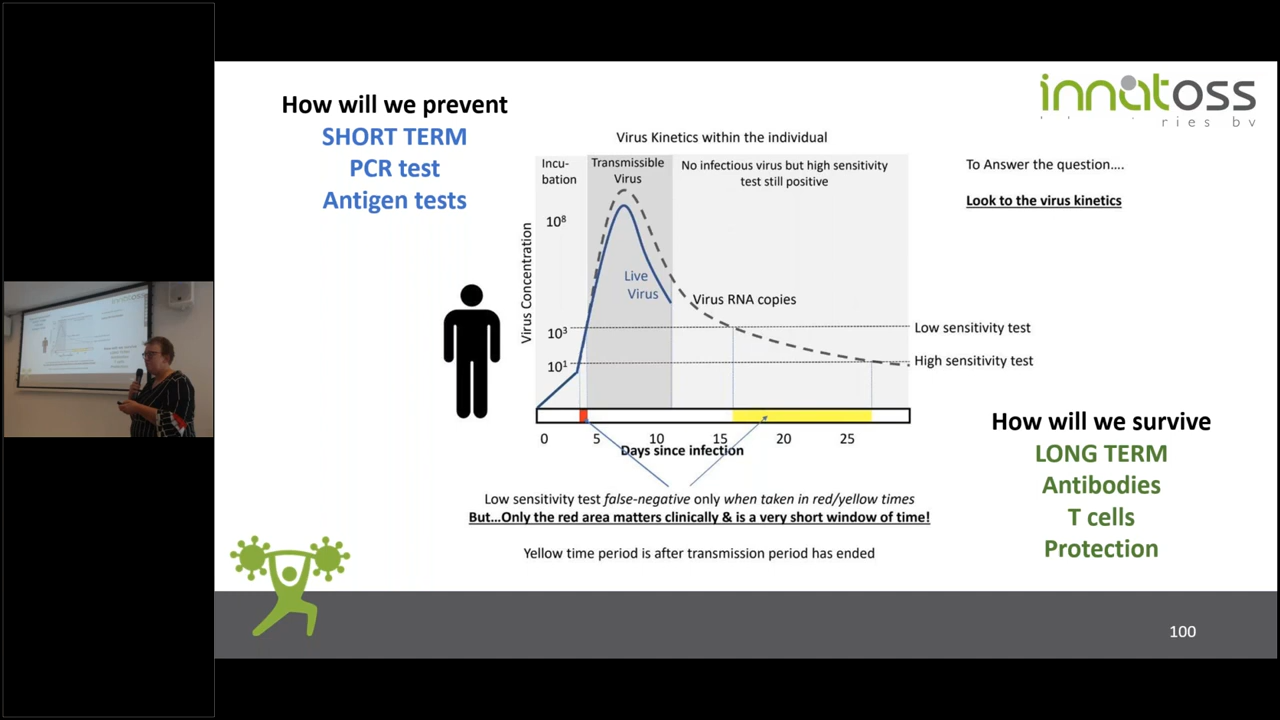 How will we prevent
SHORT TERM
PCR test
Antigen tests
innatoss
ries bv
To Answer the question....
Look to the virus kinetics
Virus Kinetics within the individual
Incu-
bation
Transmissible
Virus
No infectious virus but high sensitivity
test still positive
Virus Concentration
10⁸
10³
10¹
Live
Virus
Virus RNA copies
Low sensitivity test
High sensitivity test
0 5 10 15 20 25
Days since infection
Low sensitivity test false-negative only when taken in red/yellow times
But...Only the red area matters clinically & is a very short window of time!
Yellow time period is after transmission period has ended
How will we survive
LONG TERM
Antibodies
T cells
Protection
100